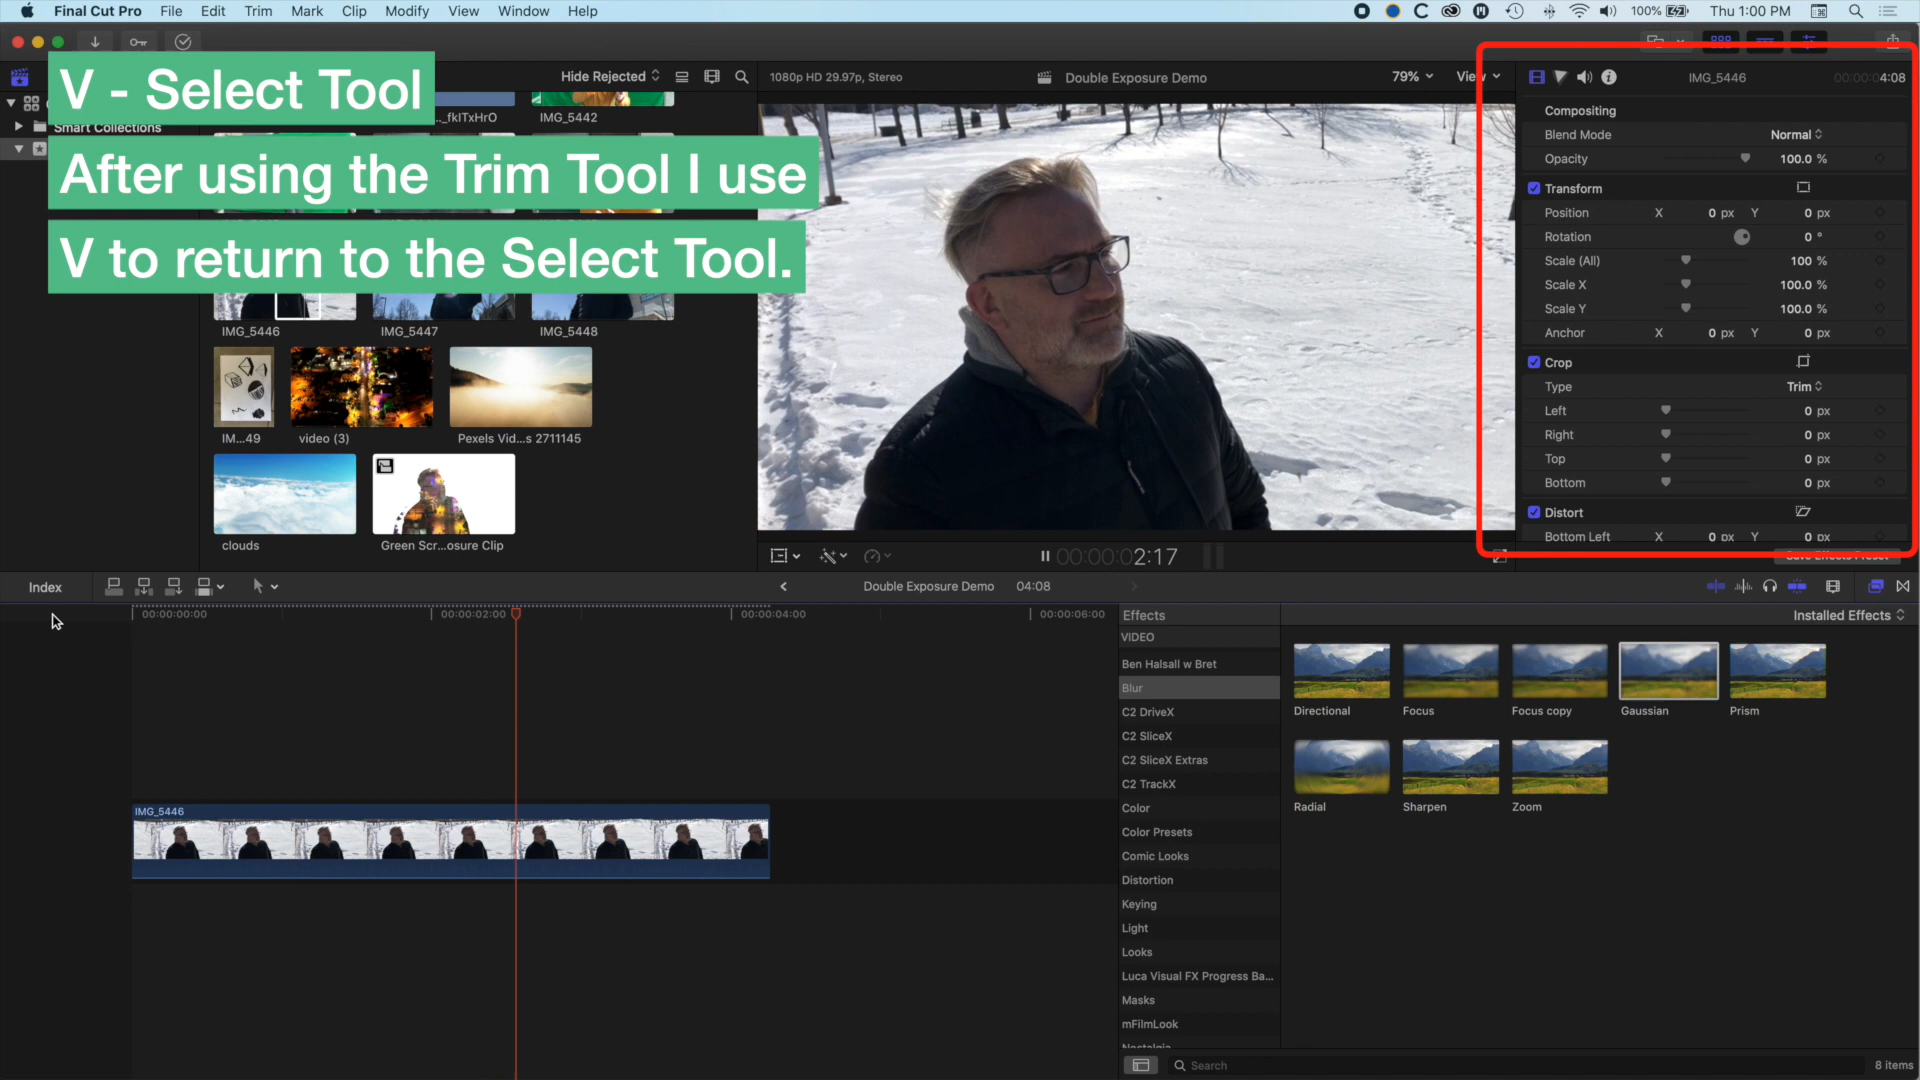 Final Cut Pro File Edit Trim Mark Clip Modify View Window Help
100% Thu 1:00 PM
V - Select Tool
After using the Trim Tool I use
V to return to the Select Tool.
Smart Collections
Hide Rejected
IMG_5442
IMG_5446
IMG_5447
IMG_5448
IM...49
video (3)
Pexels Vid...s 2711145
clouds
Green Scr...osure Clip
1080p HD 29.97p, Stereo
Double Exposure Demo
79%
View
00:00:02:17
IMG_5446
00:00:04:08
Compositing
Blend Mode Normal
Opacity 100.0 %
Transform
Position X 0 px Y 0 px
Rotation 0 °
Scale (All) 100 %
Scale X 100.0 %
Scale Y 100.0 %
Anchor X 0 px Y 0 px
Crop
Type Trim
Left 0 px
Right 0 px
Top 0 px
Bottom 0 px
Distort
Bottom Left X 0 px Y 0 px
Save Effects Preset
Index
Double Exposure Demo 04:08
00:00:00:00
00:00:02:00
00:00:04:00
00:00:06:00
IMG_5446
Effects
Installed Effects
VIDEO
Ben Halsall w Bret
Blur
C2 DriveX
C2 SliceX
C2 SliceX Extras
C2 TrackX
Color
Color Presets
Comic Looks
Distortion
Keying
Light
Looks
Luca Visual FX Progress Ba...
Masks
mFilmLook
Nostalgia
Directional
Focus
Focus copy
Gaussian
Prism
Radial
Sharpen
Zoom
Search
8 items